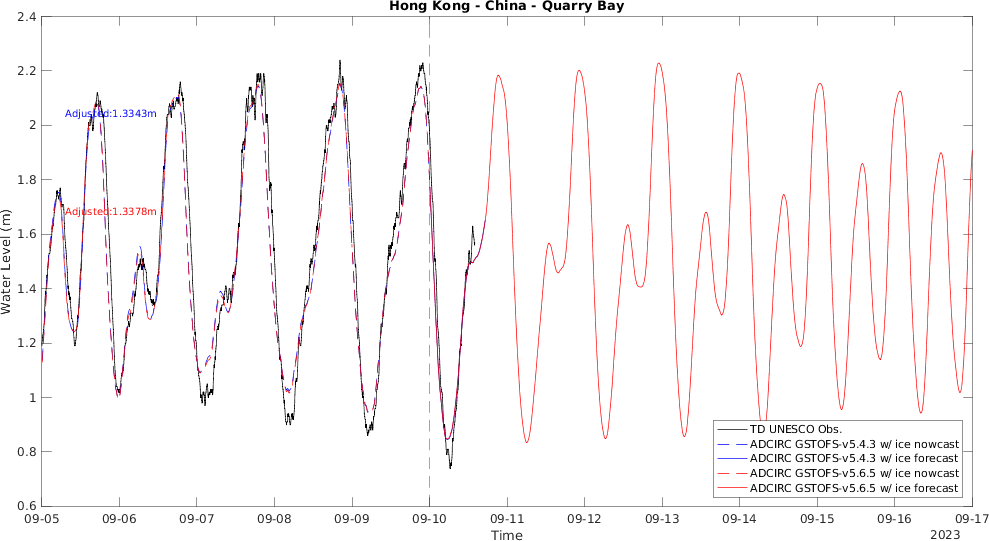 Hong Kong - China - Quarry Bay
Water Level (m)
2.4
2.2
2
1.8
1.6
1.4
1.2
1
0.8
0.6
Adjusted:1.3343m
Adjusted:1.3378m
TD UNESCO Obs.
ADCIRC GSTOFS-v5.4.3 w/ ice nowcast
ADCIRC GSTOFS-v5.4.3 w/ ice forecast
ADCIRC GSTOFS-v5.6.5 w/ ice nowcast
ADCIRC GSTOFS-v5.6.5 w/ ice forecast
09-05 09-06 09-07 09-08 09-09 09-10 09-11 09-12 09-13 09-14 09-15 09-16 09-17
Time
2023